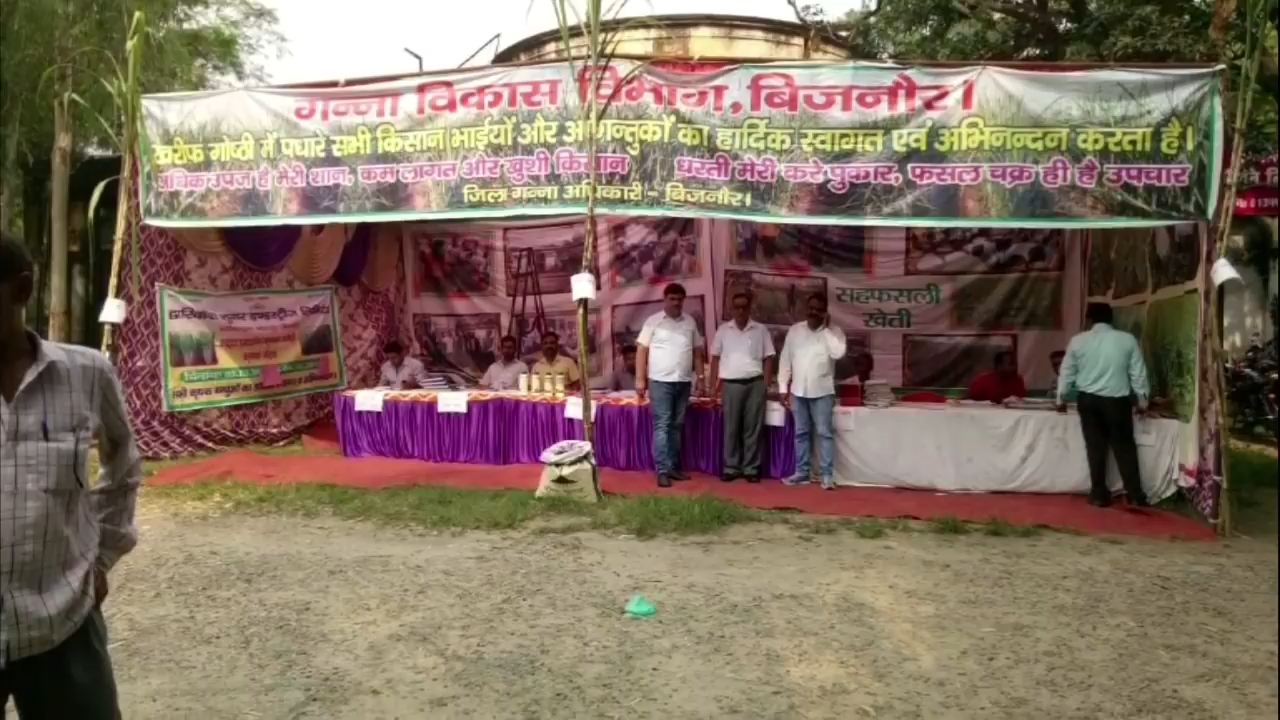 गन्ना विकास विभाग, बिजनौर।
खरीफ गोष्ठी में पधारे सभी किसान भाईयों और आगन्तुकों का हार्दिक स्वागत एवं अभिनन्दन करता है।
अधिक उपज है मेरी शान, कम लागत और खुशी किसान धरती मेरी करे पुकार, फसल चक्र ही है उपचार
जिला गन्ना अधिकारी - बिजनौर।
सहफसली
खेती